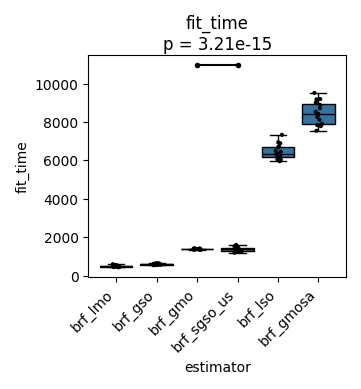 fit_time
p = 3.21e-15
10000
8000
6000
4000
2000
0
fit_time
brf_lmo
brf_gso
brf_gmo
brf_sgso_us
brf_lso
brf_gmosa
estimator